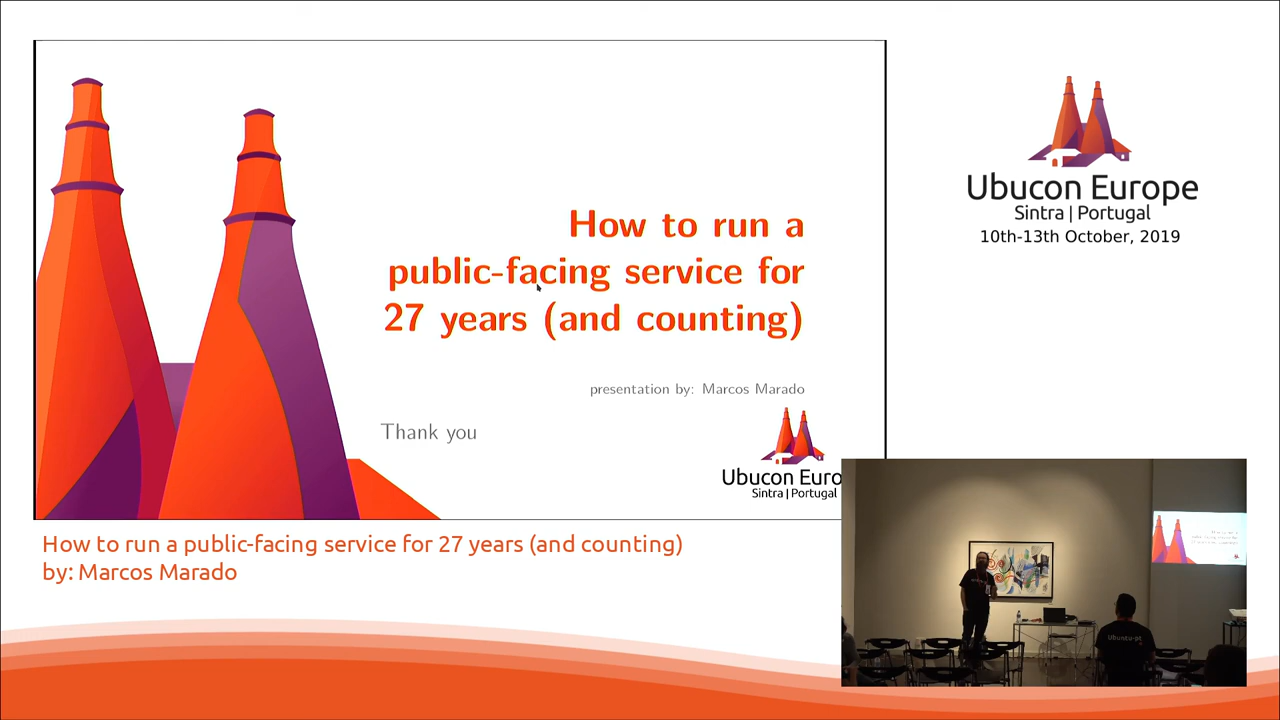 How to run a
public-facing service for
27 years (and counting)
presentation by: Marcos Marado
Thank you
Ubucon Euro
Sintra | Portugal
Ubucon Europe
Sintra | Portugal
10th-13th October, 2019
How to run a public-facing service for 27 years (and counting)
by: Marcos Marado
Ubuntu-pt